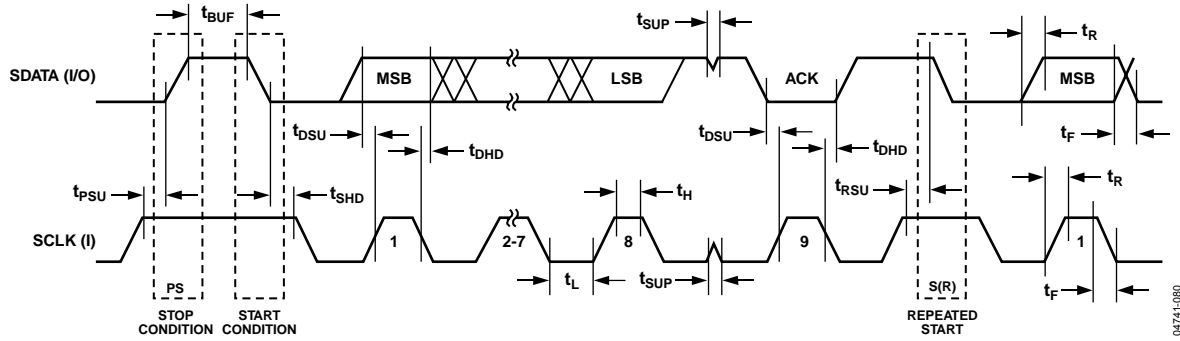 tBUF
tSUP
tR
SDATA (I/O)
MSB
LSB
ACK
MSB
tDSU
tDHD
tDSU
tDHD
tF
tPSU
tSHD
tH
tRSU
tR
SCLK (I)
1
2-7
8
9
1
PS
tL
tSUP
S(R)
tF
STOP
CONDITION
START
CONDITION
REPEATED
START
04741-080